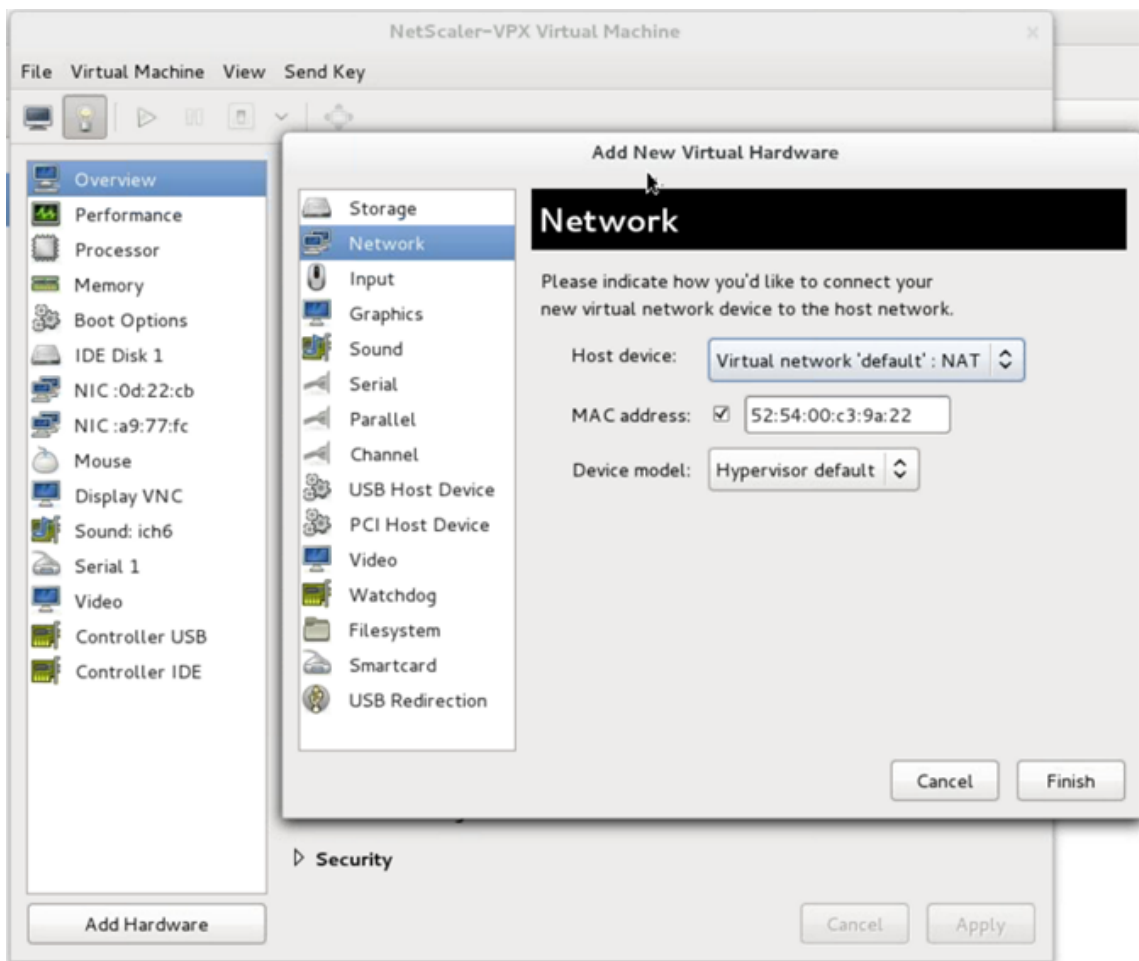 NetScaler-VPX Virtual Machine
File Virtual Machine View Send Key
Overview
Performance
Processor
Memory
Boot Options
IDE Disk 1
NIC :0d:22:cb
NIC :a9:77:fc
Mouse
Display VNC
Sound: ich6
Serial 1
Video
Controller USB
Controller IDE
Add Hardware
Add New Virtual Hardware
Storage
Network
Input
Graphics
Sound
Serial
Parallel
Channel
USB Host Device
PCI Host Device
Video
Watchdog
Filesystem
Smartcard
USB Redirection
Network
Please indicate how you'd like to connect your
new virtual network device to the host network.
Host device: Virtual network 'default' : NAT
MAC address: 52:54:00:c3:9a:22
Device model: Hypervisor default
Cancel Finish
Security
Cancel Apply